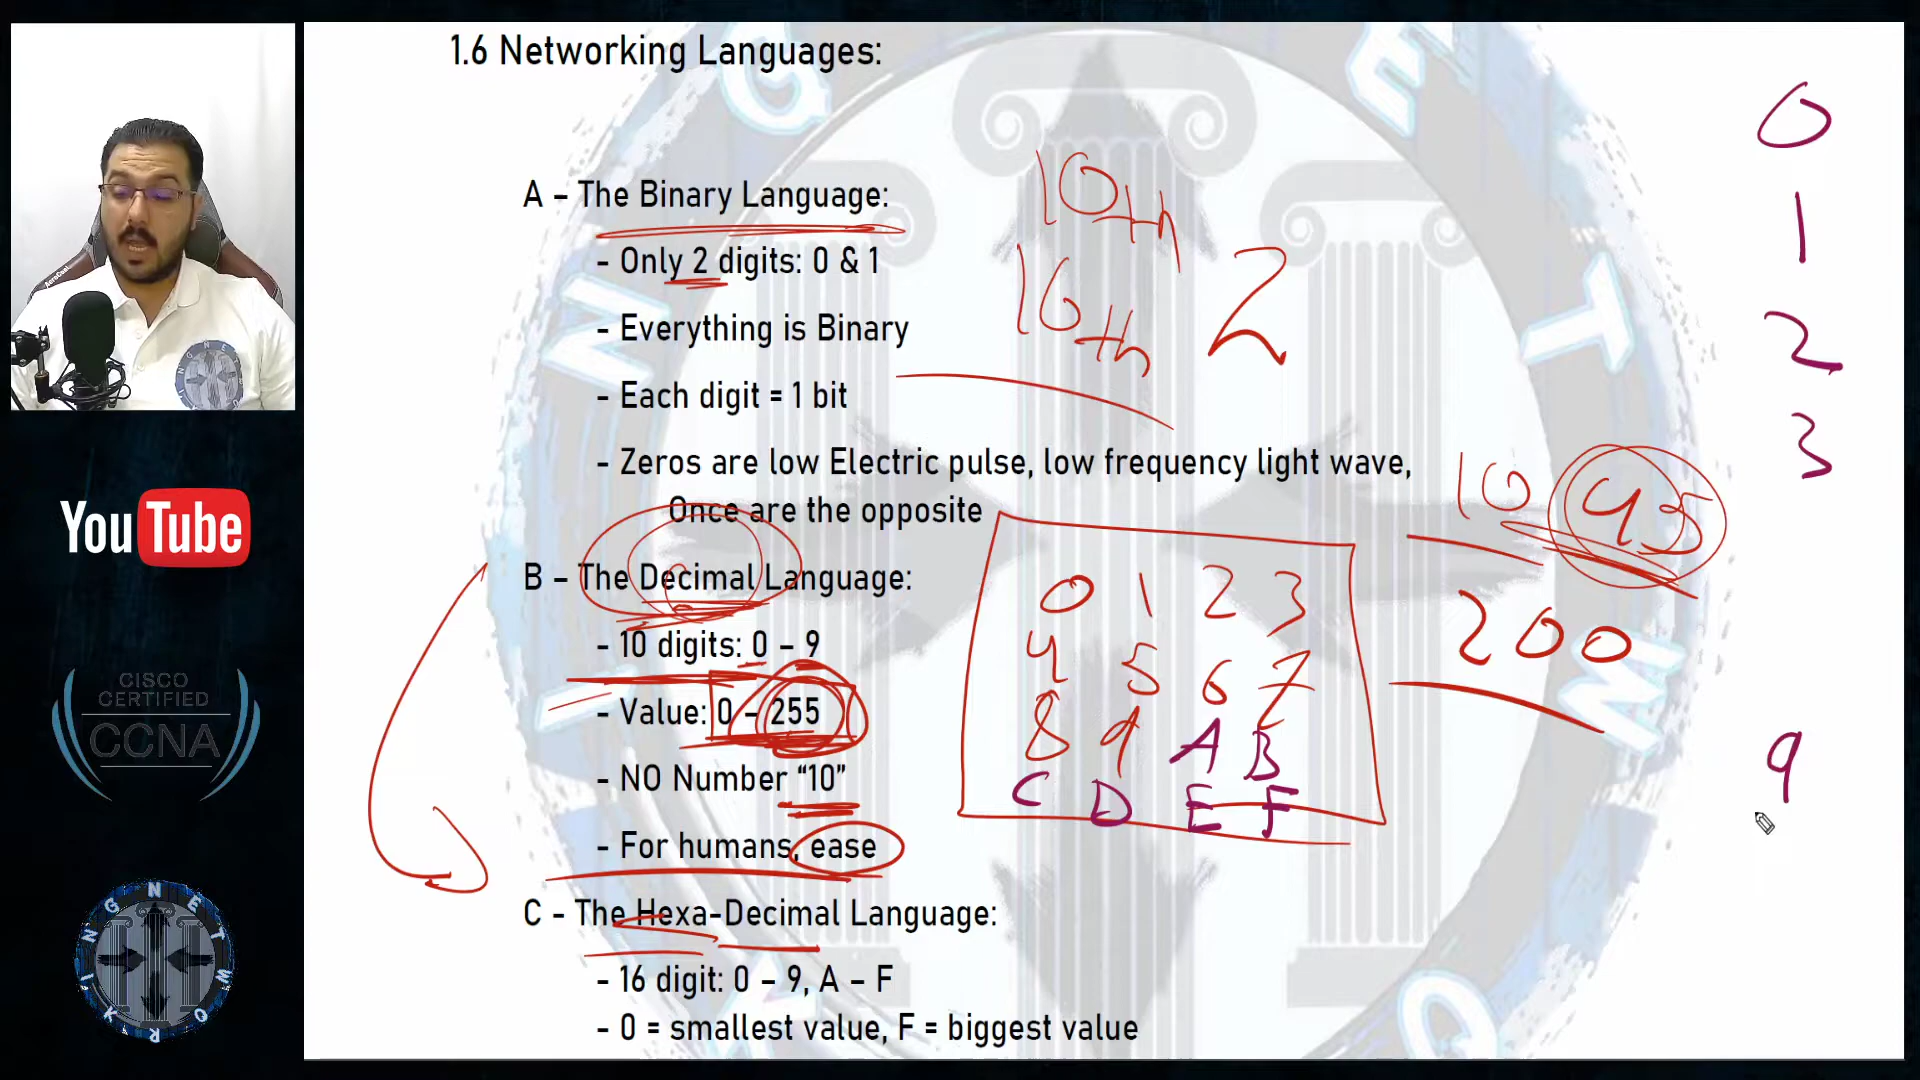 1.6 Networking Languages:
A – The Binary Language:
- Only 2 digits: 0 & 1
- Everything is Binary
- Each digit = 1 bit
- Zeros are low Electric pulse, low frequency light wave,
Once are the opposite
B – The Decimal Language:
- 10 digits: 0 – 9
- Value: 0 – 255
- NO Number “10”
- For humans, ease
C – The Hexa-Decimal Language:
- 16 digit: 0 – 9, A – F
- 0 = smallest value, F = biggest value
10th
16th
2
0 1 2 3
4 5 6 7
8 9 A B
C D E F
10 95
200
0
1
2
3
9
YouTube
CISCO
CERTIFIED
CCNA
NETWORKING